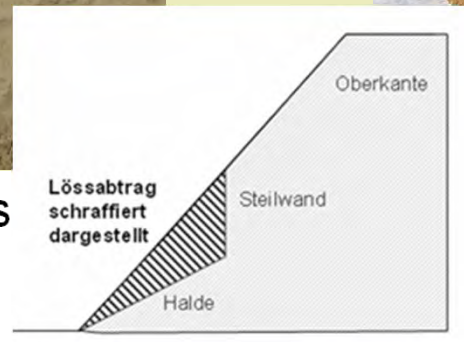 Oberkante
Lössabtrag
schraffiert
dargestellt
Steilwand
Halde
s